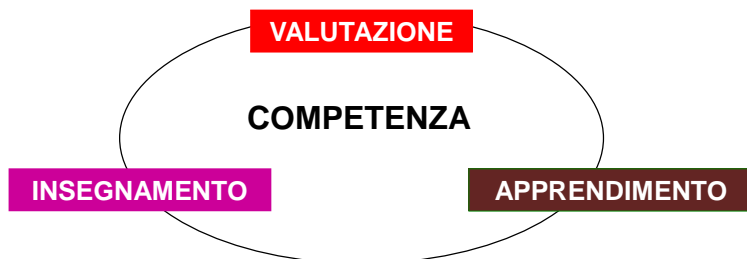 VALUTAZIONE
COMPETENZA
INSEGNAMENTO
APPRENDIMENTO